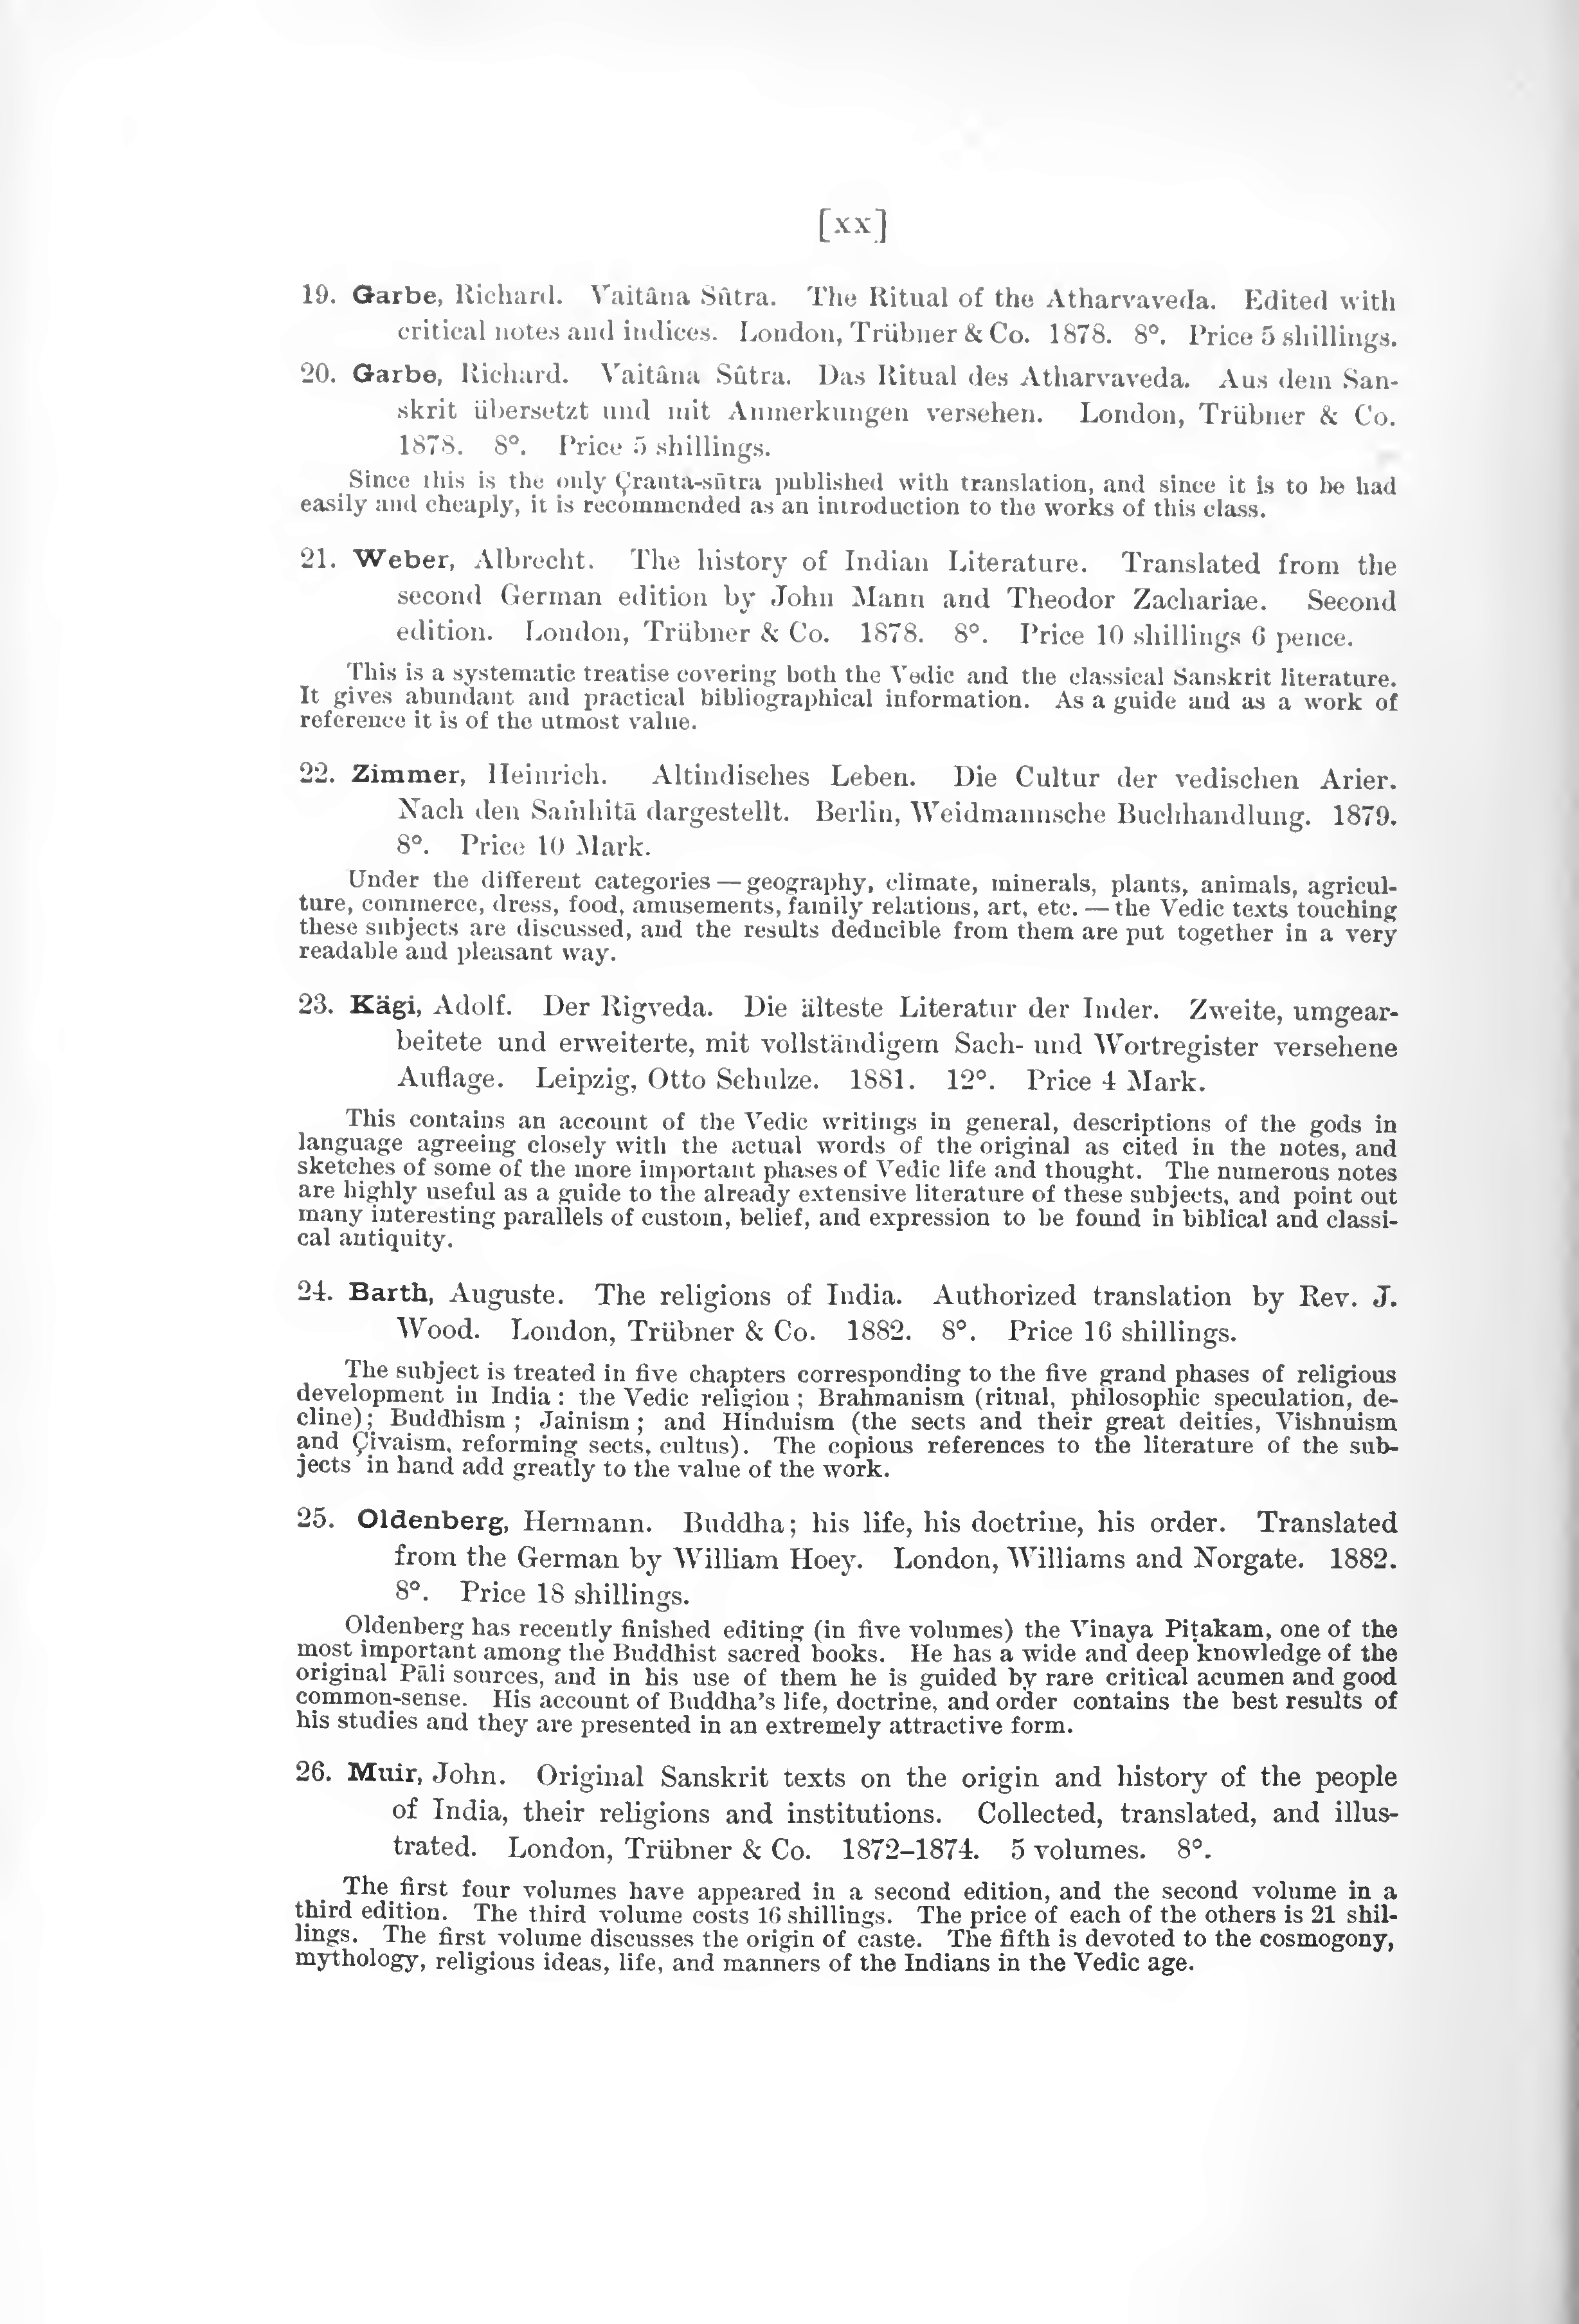 [xx]
19. Garbe, Richard. Vaitâna Sûtra. The Ritual of the Atharvaveda. Edited with
critical notes and indices. London, Trübner & Co. 1878. 8°. Price 5 shillings.
20. Garbe, Richard. Vaitâna Sûtra. Das Ritual des Atharvaveda. Aus dem San-
skrit übersetzt und mit Anmerkungen versehen. London, Trübner & Co.
1878. 8°. Price 5 shillings.
Since this is the only Çrauta-sūtra published with translation, and since it is to be had
easily and cheaply, it is recommended as an introduction to the works of this class.
21. Weber, Albrecht. The history of Indian Literature. Translated from the
second German edition by John Mann and Theodor Zachariae. Second
edition. London, Trübner & Co. 1878. 8°. Price 10 shillings 6 pence.
This is a systematic treatise covering both the Vedic and the classical Sanskrit literature.
It gives abundant and practical bibliographical information. As a guide and as a work of
reference it is of the utmost value.
22. Zimmer, Heinrich. Altindisches Leben. Die Cultur der vedischen Arier.
Nach den Saṁhitā dargestellt. Berlin, Weidmannsche Buchhandlung. 1879.
8°. Price 10 Mark.
Under the different categories — geography, climate, minerals, plants, animals, agricul-
ture, commerce, dress, food, amusements, family relations, art, etc. — the Vedic texts touching
these subjects are discussed, and the results deducible from them are put together in a very
readable and pleasant way.
23. Kägi, Adolf. Der Rigveda. Die älteste Literatur der Inder. Zweite, umgear-
beitete und erweiterte, mit vollständigem Sach- und Wortregister versehene
Auflage. Leipzig, Otto Schulze. 1881. 12°. Price 4 Mark.
This contains an account of the Vedic writings in general, descriptions of the gods in
language agreeing closely with the actual words of the original as cited in the notes, and
sketches of some of the more important phases of Vedic life and thought. The numerous notes
are highly useful as a guide to the already extensive literature of these subjects, and point out
many interesting parallels of custom, belief, and expression to be found in biblical and classi-
cal antiquity.
24. Barth, Auguste. The religions of India. Authorized translation by Rev. J.
Wood. London, Trübner & Co. 1882. 8°. Price 16 shillings.
The subject is treated in five chapters corresponding to the five grand phases of religious
development in India : the Vedic religion ; Brahmanism (ritual, philosophic speculation, de-
cline) ; Buddhism ; Jainism ; and Hinduism (the sects and their great deities, Vishnuism
and Çivaism, reforming sects, cultus). The copious references to the literature of the sub-
jects in hand add greatly to the value of the work.
25. Oldenberg, Hermann. Buddha; his life, his doctrine, his order. Translated
from the German by William Hoey. London, Williams and Norgate. 1882.
8°. Price 18 shillings.
Oldenberg has recently finished editing (in five volumes) the Vinaya Piṭakam, one of the
most important among the Buddhist sacred books. He has a wide and deep knowledge of the
original Pāli sources, and in his use of them he is guided by rare critical acumen and good
common-sense. His account of Buddha's life, doctrine, and order contains the best results of
his studies and they are presented in an extremely attractive form.
26. Muir, John. Original Sanskrit texts on the origin and history of the people
of India, their religions and institutions. Collected, translated, and illus-
trated. London, Trübner & Co. 1872–1874. 5 volumes. 8°.
The first four volumes have appeared in a second edition, and the second volume in a
third edition. The third volume costs 16 shillings. The price of each of the others is 21 shil-
lings. The first volume discusses the origin of caste. The fifth is devoted to the cosmogony,
mythology, religious ideas, life, and manners of the Indians in the Vedic age.